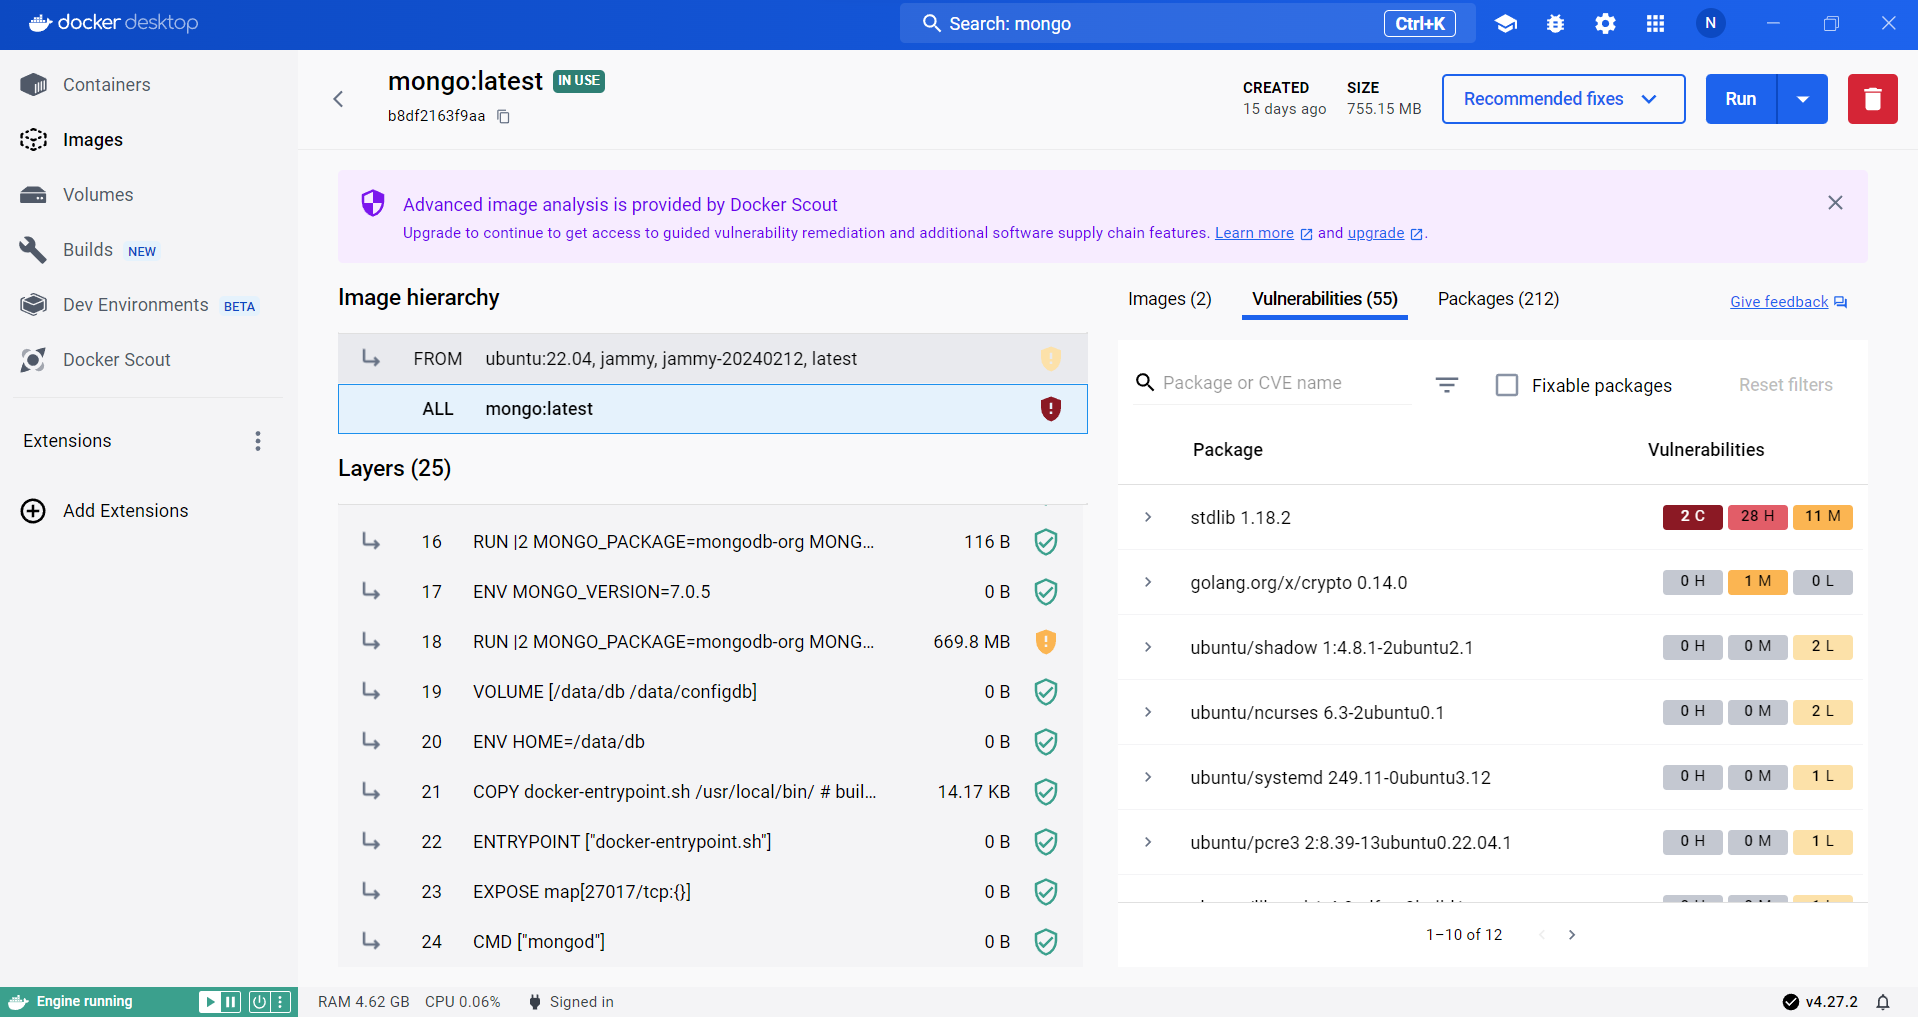 docker desktop
Search: mongo
Ctrl+K
N
Containers
Images
Volumes
Builds NEW
Dev Environments BETA
Docker Scout
Extensions
Add Extensions
mongo:latest IN USE
b8df2163f9aa
CREATED
15 days ago
SIZE
755.15 MB
Recommended fixes
Run
Advanced image analysis is provided by Docker Scout
Upgrade to continue to get access to guided vulnerability remediation and additional software supply chain features. Learn more and upgrade .
Image hierarchy
FROM ubuntu:22.04, jammy, jammy-20240212, latest
ALL mongo:latest
Layers (25)
16 RUN |2 MONGO_PACKAGE=mongodb-org MONG... 116 B
17 ENV MONGO_VERSION=7.0.5 0 B
18 RUN |2 MONGO_PACKAGE=mongodb-org MONG... 669.8 MB
19 VOLUME [/data/db /data/configdb] 0 B
20 ENV HOME=/data/db 0 B
21 COPY docker-entrypoint.sh /usr/local/bin/ # buil... 14.17 KB
22 ENTRYPOINT ["docker-entrypoint.sh"] 0 B
23 EXPOSE map[27017/tcp:{}] 0 B
24 CMD ["mongod"] 0 B
Images (2)
Vulnerabilities (55)
Packages (212)
Give feedback
Package or CVE name
Fixable packages
Reset filters
Package Vulnerabilities
stdlib 1.18.2 2 C 28 H 11 M
golang.org/x/crypto 0.14.0 0 H 1 M 0 L
ubuntu/shadow 1:4.8.1-2ubuntu2.1 0 H 0 M 2 L
ubuntu/ncurses 6.3-2ubuntu0.1 0 H 0 M 2 L
ubuntu/systemd 249.11-0ubuntu3.12 0 H 0 M 1 L
ubuntu/pcre3 2:8.39-13ubuntu0.22.04.1 0 H 0 M 1 L
1–10 of 12
Engine running
RAM 4.62 GB CPU 0.06% Signed in
v4.27.2